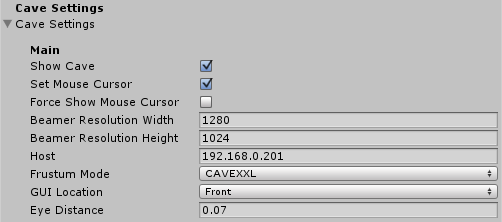 Cave Settings
Cave Settings
Main
Show Cave
Set Mouse Cursor
Force Show Mouse Cursor
Beamer Resolution Width 1280
Beamer Resolution Height 1024
Host 192.168.0.201
Frustum Mode CAVEXXL
GUI Location Front
Eye Distance 0.07